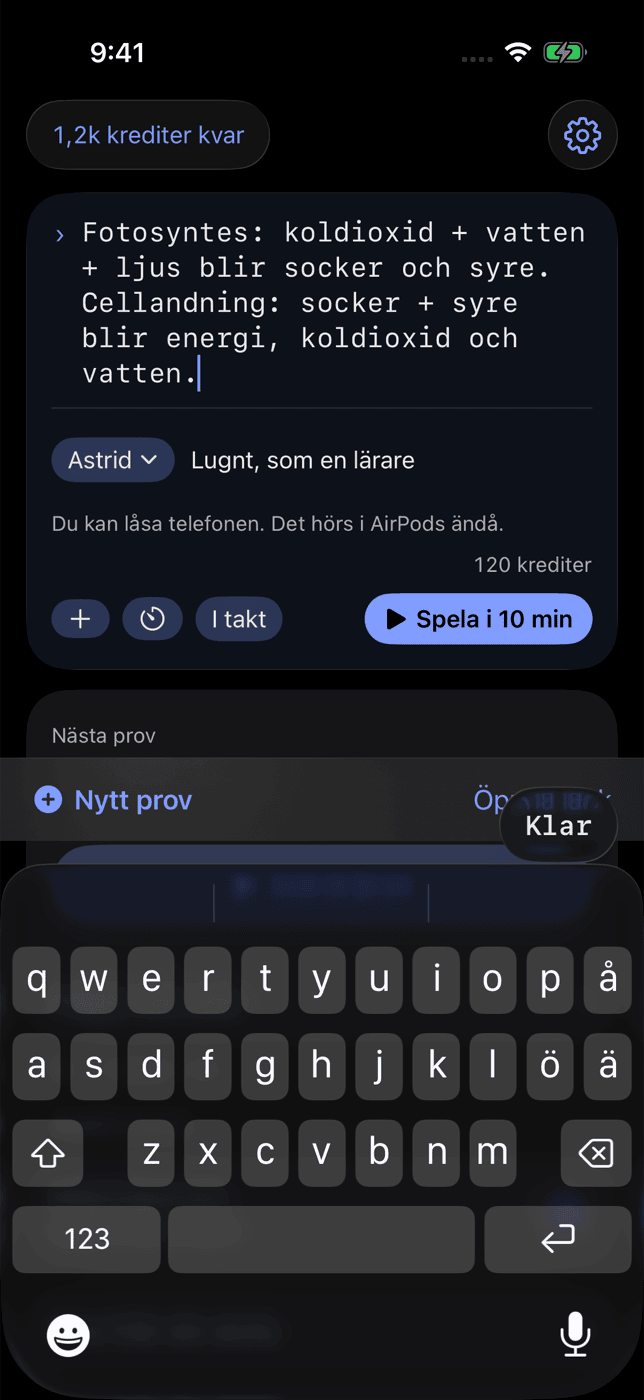 9:41
1,2k krediter kvar
› Fotosyntes: koldioxid + vatten
+ ljus blir socker och syre.
Cellandning: socker + syre
blir energi, koldioxid och
vatten.
Astrid Lugnt, som en lärare
Du kan låsa telefonen. Det hörs i AirPods ändå.
120 krediter
+ I takt Spela i 10 min
Nästa prov
Nytt prov
Klar
q w e r t y u i o p å
a s d f g h j k l ö ä
z x c v b n m
123